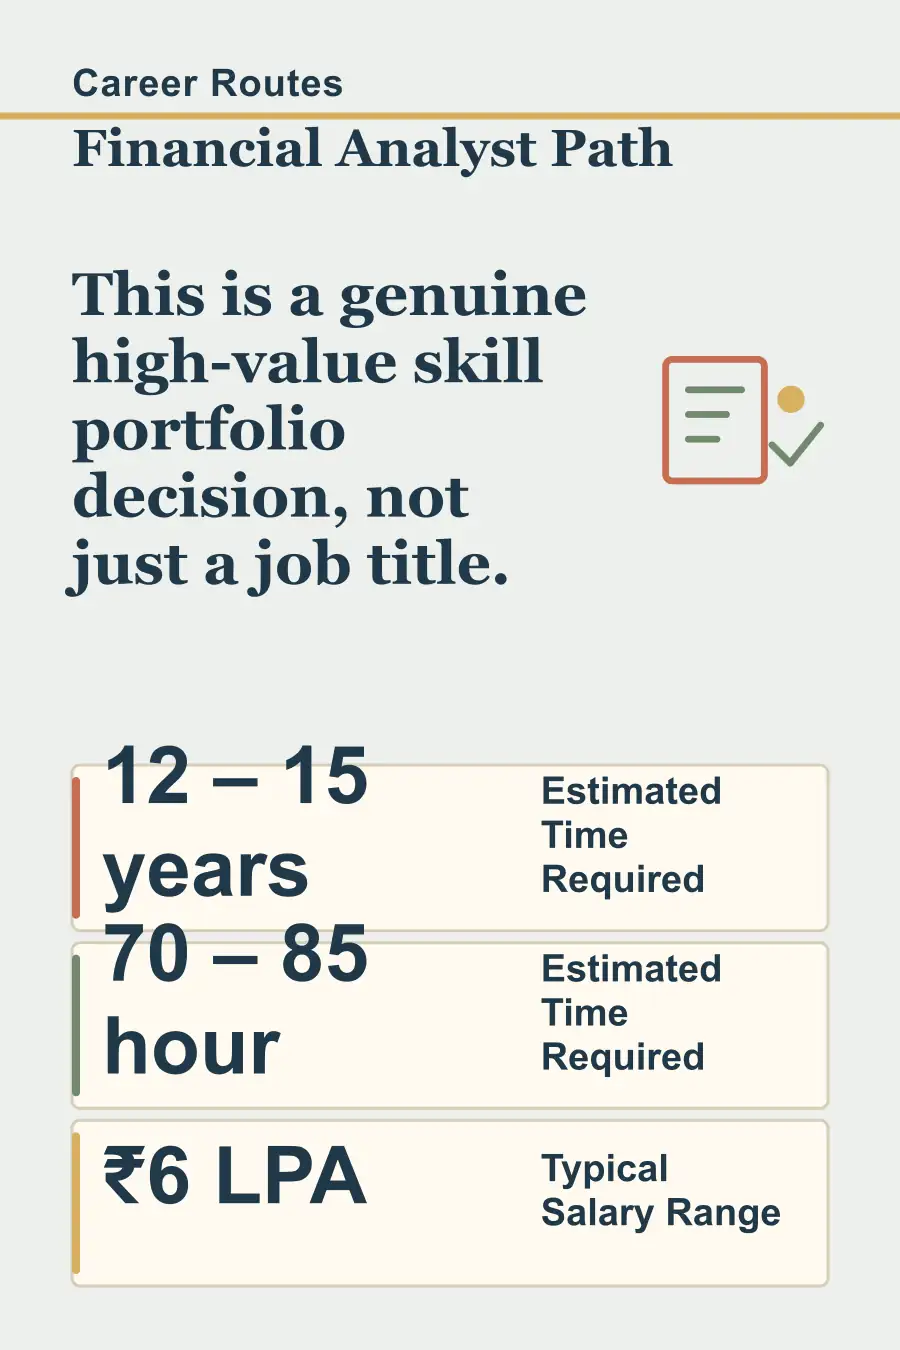 Career Routes
Financial Analyst Path
This is a genuine
high-value skill
portfolio
decision, not
just a job title.
12 – 15
years
Estimated
Time
Required
70 – 85
hour
Estimated
Time
Required
₹6 LPA
Typical
Salary Range